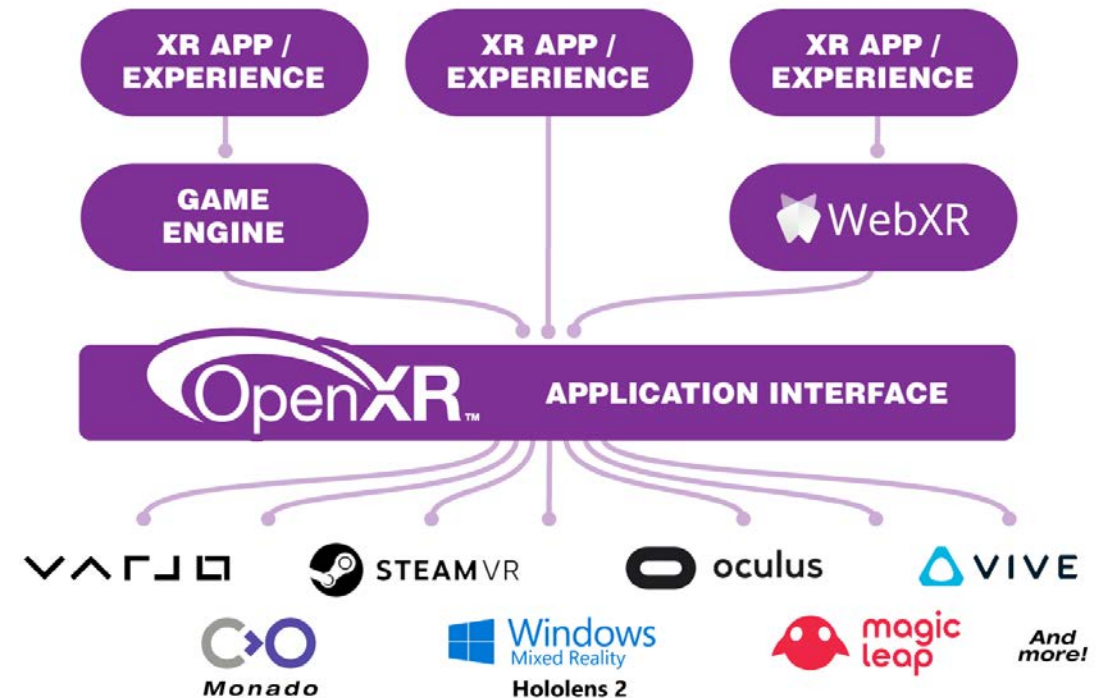 XR APP /
EXPERIENCE
XR APP /
EXPERIENCE
XR APP /
EXPERIENCE
GAME
ENGINE
WebXR
OpenXR™ APPLICATION INTERFACE
VARJO
STEAMVR
oculus
VIVE
Monado
Windows
Mixed Reality
Hololens 2
magic
leap
And
more!